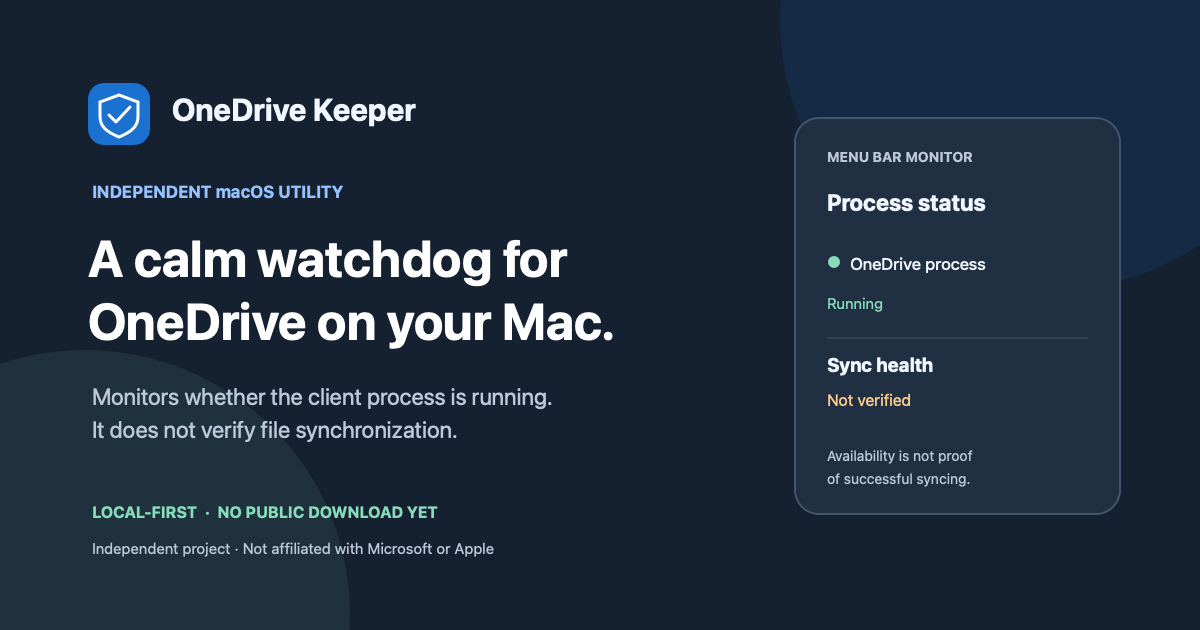 OneDrive Keeper
INDEPENDENT macOS UTILITY
A calm watchdog for
OneDrive on your Mac.
Monitors whether the client process is running.
It does not verify file synchronization.
LOCAL-FIRST · NO PUBLIC DOWNLOAD YET
Independent project · Not affiliated with Microsoft or Apple
MENU BAR MONITOR
Process status
OneDrive process
Running
Sync health
Not verified
Availability is not proof
of successful syncing.